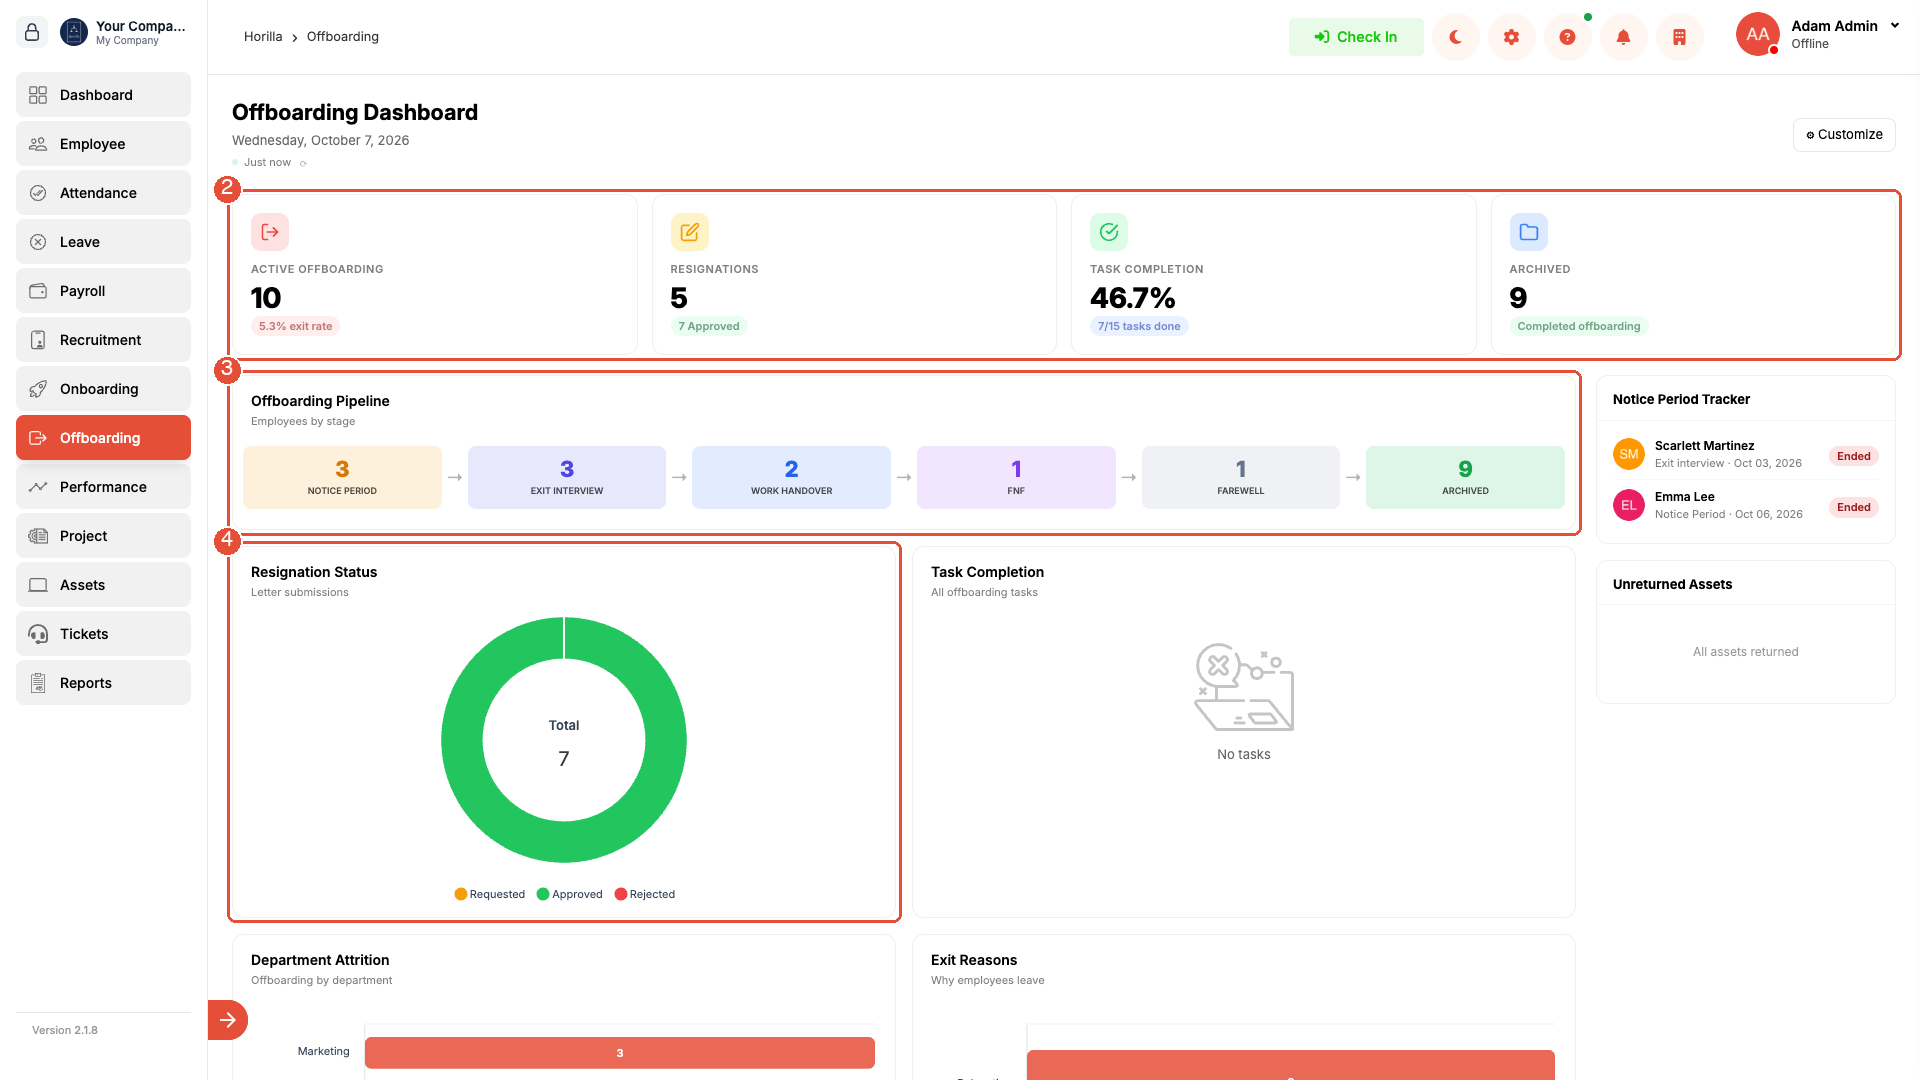 Your Compa...
My Company
Dashboard
Employee
Attendance
Leave
Payroll
Recruitment
Onboarding
Offboarding
Performance
Project
Assets
Tickets
Reports
Version 2.1.8
Horilla
Offboarding
Check In
?
AA
Adam Admin
Offline
Offboarding Dashboard
Wednesday, October 7, 2026
Just now
Customize
2
ACTIVE OFFBOARDING
10
5.3% exit rate
RESIGNATIONS
5
7 Approved
TASK COMPLETION
46.7%
7/15 tasks done
ARCHIVED
9
Completed offboarding
3
Offboarding Pipeline
Employees by stage
3
NOTICE PERIOD
3
EXIT INTERVIEW
2
WORK HANDOVER
1
FNF
1
FAREWELL
9
ARCHIVED
Notice Period Tracker
SM
Scarlett Martinez
Exit interview · Oct 03, 2026
Ended
EL
Emma Lee
Notice Period · Oct 06, 2026
Ended
Unreturned Assets
All assets returned
4
Resignation Status
Letter submissions
Total
7
Requested
Approved
Rejected
Task Completion
All offboarding tasks
No tasks
Department Attrition
Offboarding by department
Marketing
3
Exit Reasons
Why employees leave